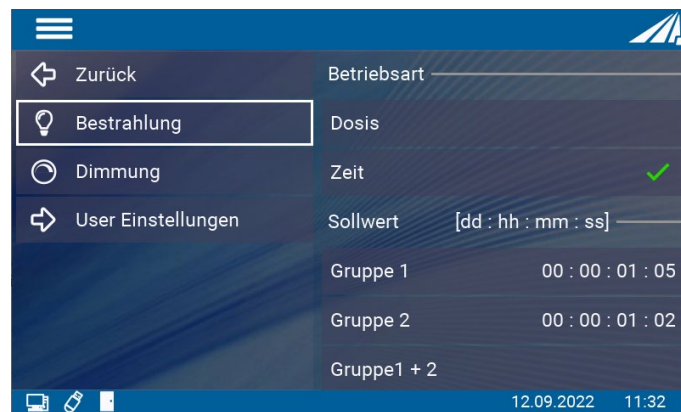 Zurück
Bestrahlung
Dimmung
User Einstellungen
Betriebsart
Dosis
Zeit
Sollwert [dd : hh : mm : ss]
Gruppe 1 00 : 00 : 01 : 05
Gruppe 2 00 : 00 : 01 : 02
Gruppe1 + 2
12.09.2022 11:32